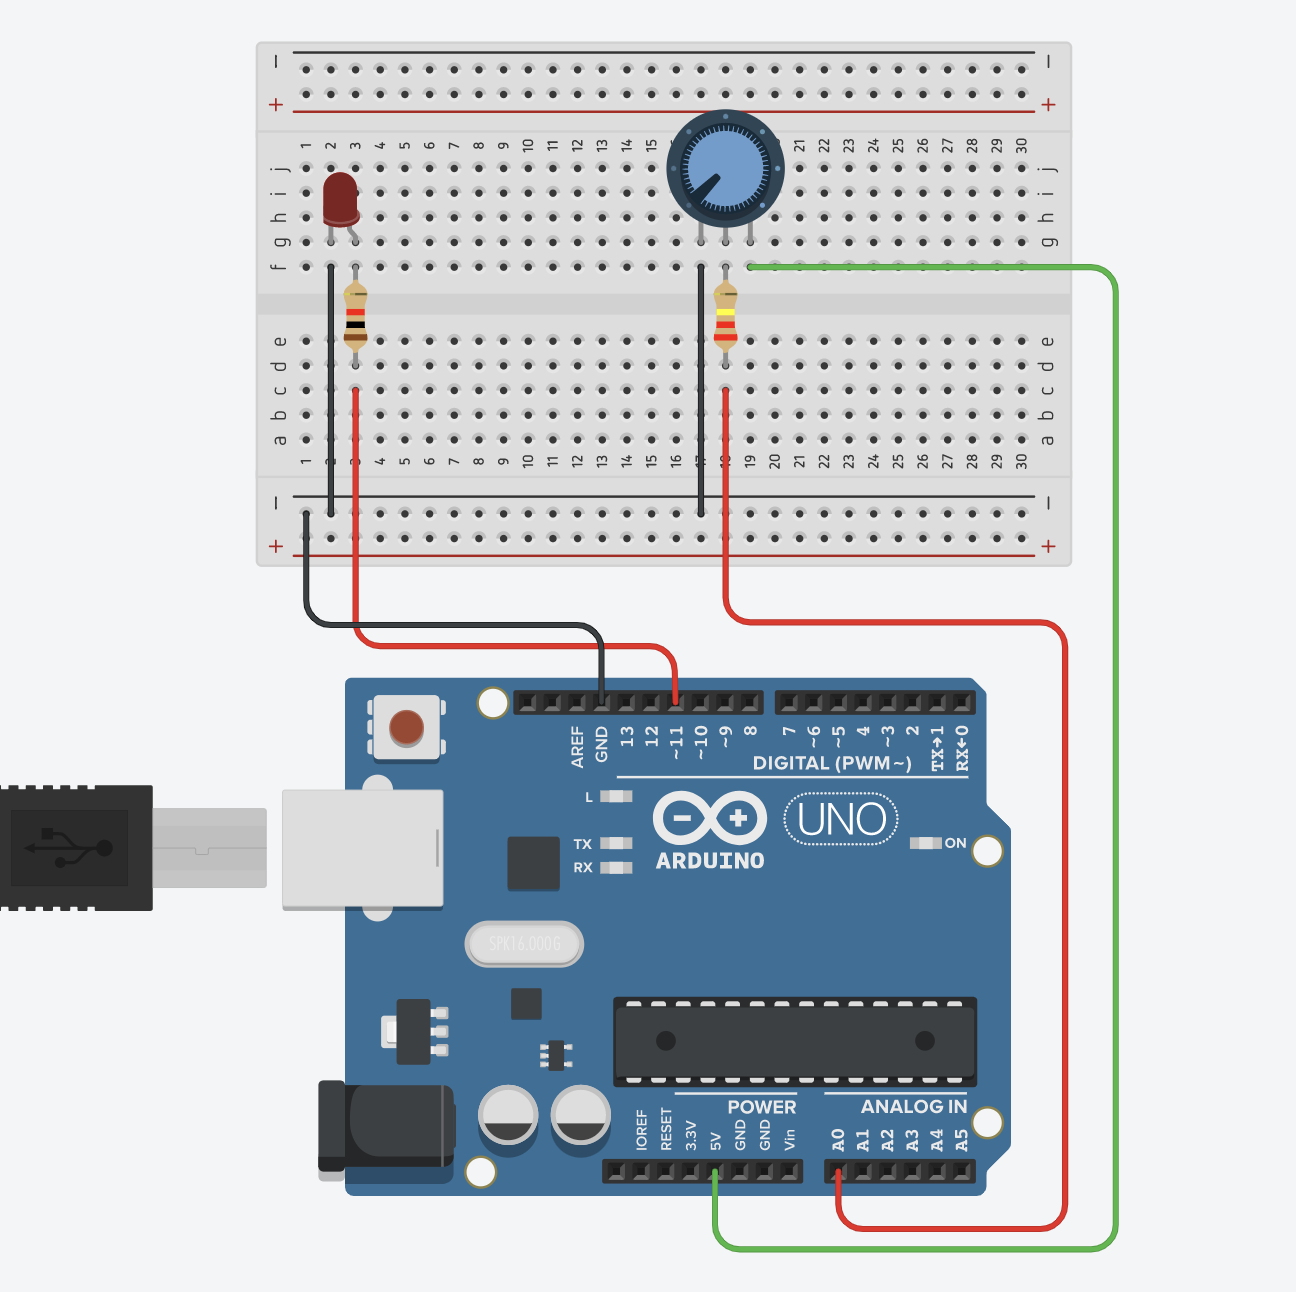 − −
+ +
1 2 3 4 5 6 7 8 9 10 11 12 13 14 15 21 22 23 24 25 26 27 28 29 30
j j
i i
h h
g g
f f
e e
d d
c c
b b
a a
1 2 3 4 5 6 7 8 9 10 11 12 13 14 15 16 17 18 19 20 21 22 23 24 25 26 27 28 29 30
− −
+ +
AREF GND 13 12 ~11 ~10 ~9 8 7 ~6 ~5 4 ~3 2 TX→1 RX←0
DIGITAL (PWM ~)
L
TX
RX
UNO
ARDUINO
ON
SPK16.000G
POWER
ANALOG IN
IOREF RESET 3.3V 5V GND GND Vin A0 A1 A2 A3 A4 A5